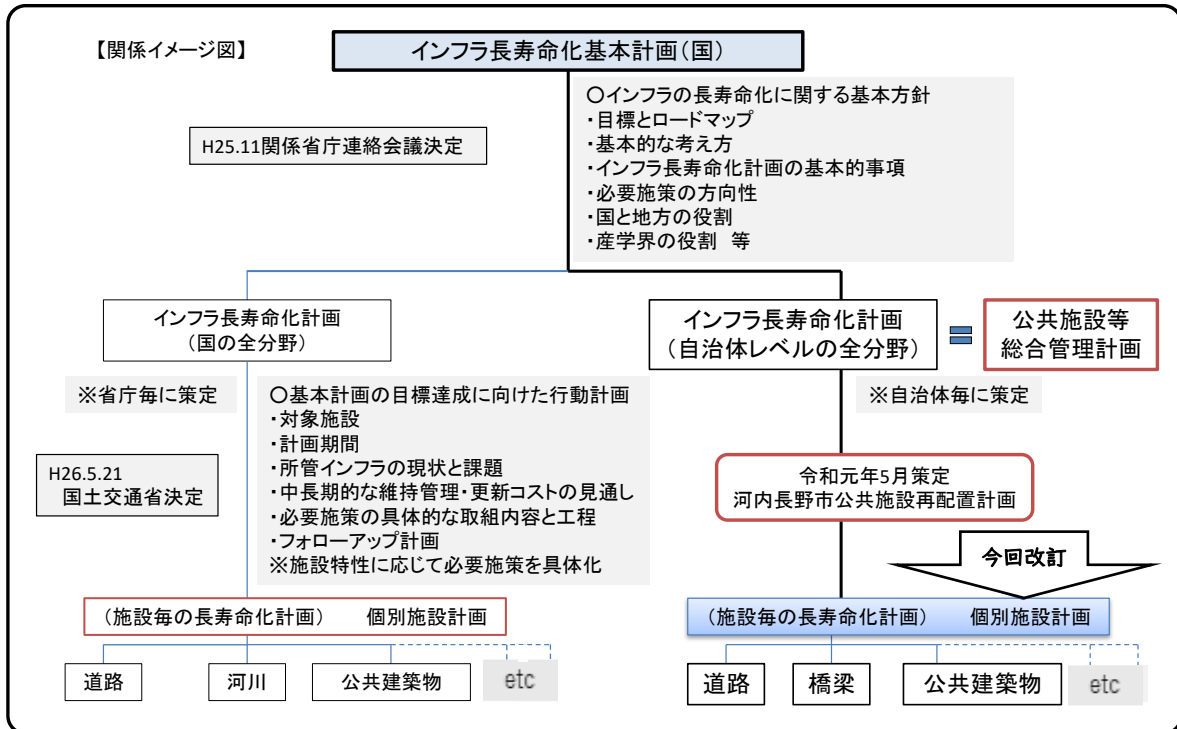 【関係イメージ図】
インフラ長寿命化基本計画(国)
H25.11関係省庁連絡会議決定
○インフラの長寿命化に関する基本方針
・目標とロードマップ
・基本的な考え方
・インフラ長寿命化計画の基本的事項
・必要施策の方向性
・国と地方の役割
・産学界の役割 等
インフラ長寿命化計画
(国の全分野)
インフラ長寿命化計画
(自治体レベルの全分野)
=
公共施設等
総合管理計画
※省庁毎に策定
○基本計画の目標達成に向けた行動計画
・対象施設
・計画期間
・所管インフラの現状と課題
・中長期的な維持管理・更新コストの見通し
・必要施策の具体的な取組内容と工程
・フォローアップ計画
※施設特性に応じて必要施策を具体化
※自治体毎に策定
H26.5.21
国土交通省決定
令和元年5月策定
河内長野市公共施設再配置計画
今回改訂
(施設毎の長寿命化計画) 個別施設計画
(施設毎の長寿命化計画) 個別施設計画
道路
河川
公共建築物
etc
道路
橋梁
公共建築物
etc